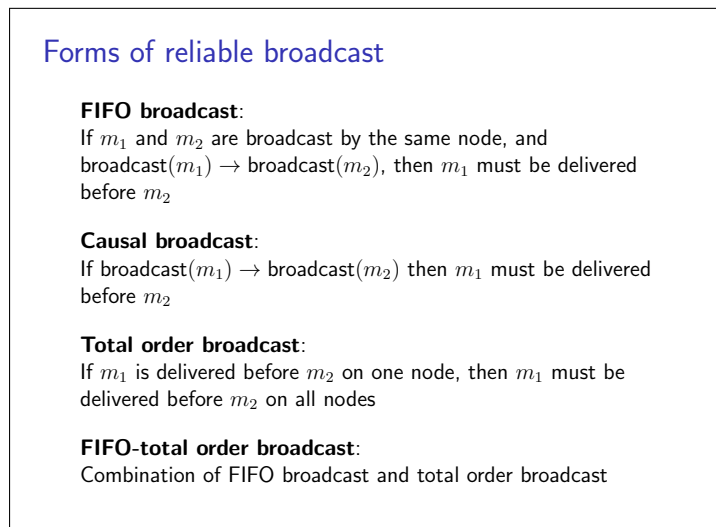 Forms of reliable broadcast
FIFO broadcast:
If m₁ and m₂ are broadcast by the same node, and
broadcast(m₁) → broadcast(m₂), then m₁ must be delivered
before m₂
Causal broadcast:
If broadcast(m₁) → broadcast(m₂) then m₁ must be delivered
before m₂
Total order broadcast:
If m₁ is delivered before m₂ on one node, then m₁ must be
delivered before m₂ on all nodes
FIFO-total order broadcast:
Combination of FIFO broadcast and total order broadcast